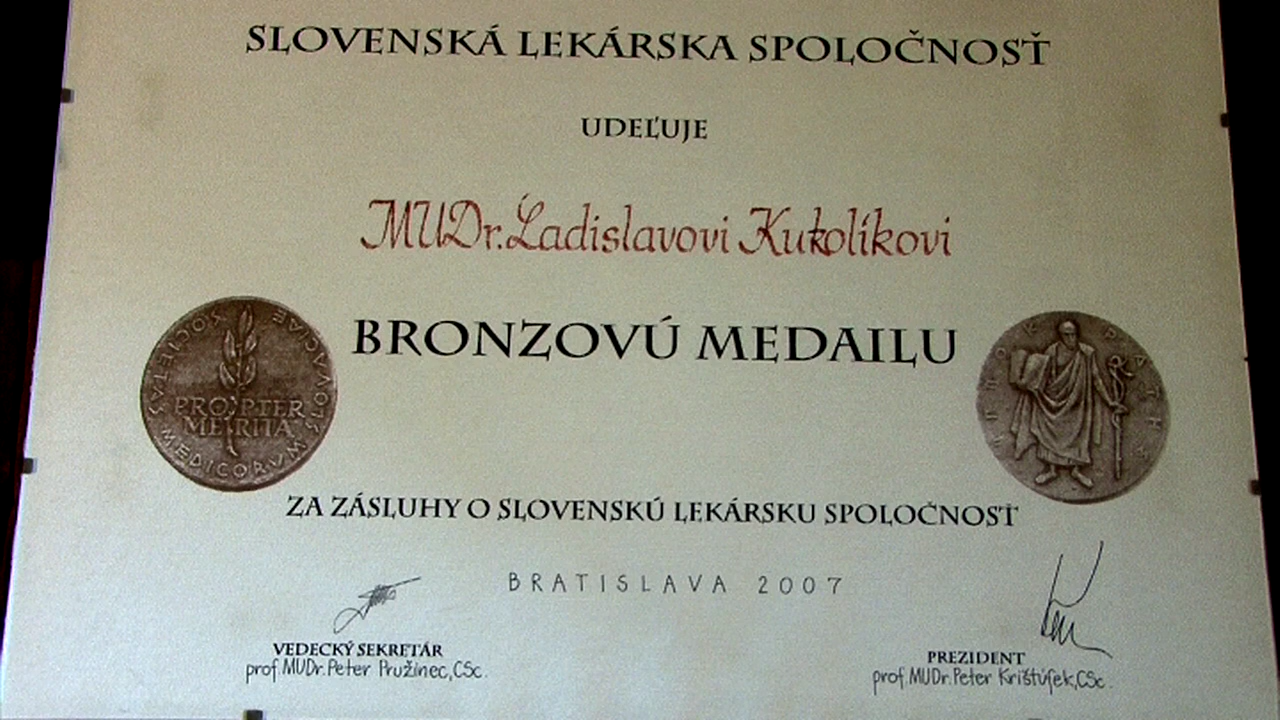 SLOVENSKÁ LEKÁRSKA SPOLOČNOSŤ
UDEĽUJE
MUDr. Ladislavovi Kukolíkovi
BRONZOVÚ MEDAILU
SOCIETAS MEDICORUM SLOVACIAE
PROPTER
MERITA
ZA ZÁSLUHY O SLOVENSKÚ LEKÁRSKU SPOLOČNOSŤ
BRATISLAVA 2007
VEDECKÝ SEKRETÁR
prof. MUDr. Peter Pružinec, CSc.
PREZIDENT
prof. MUDr. Peter Krištúfek, CSc.